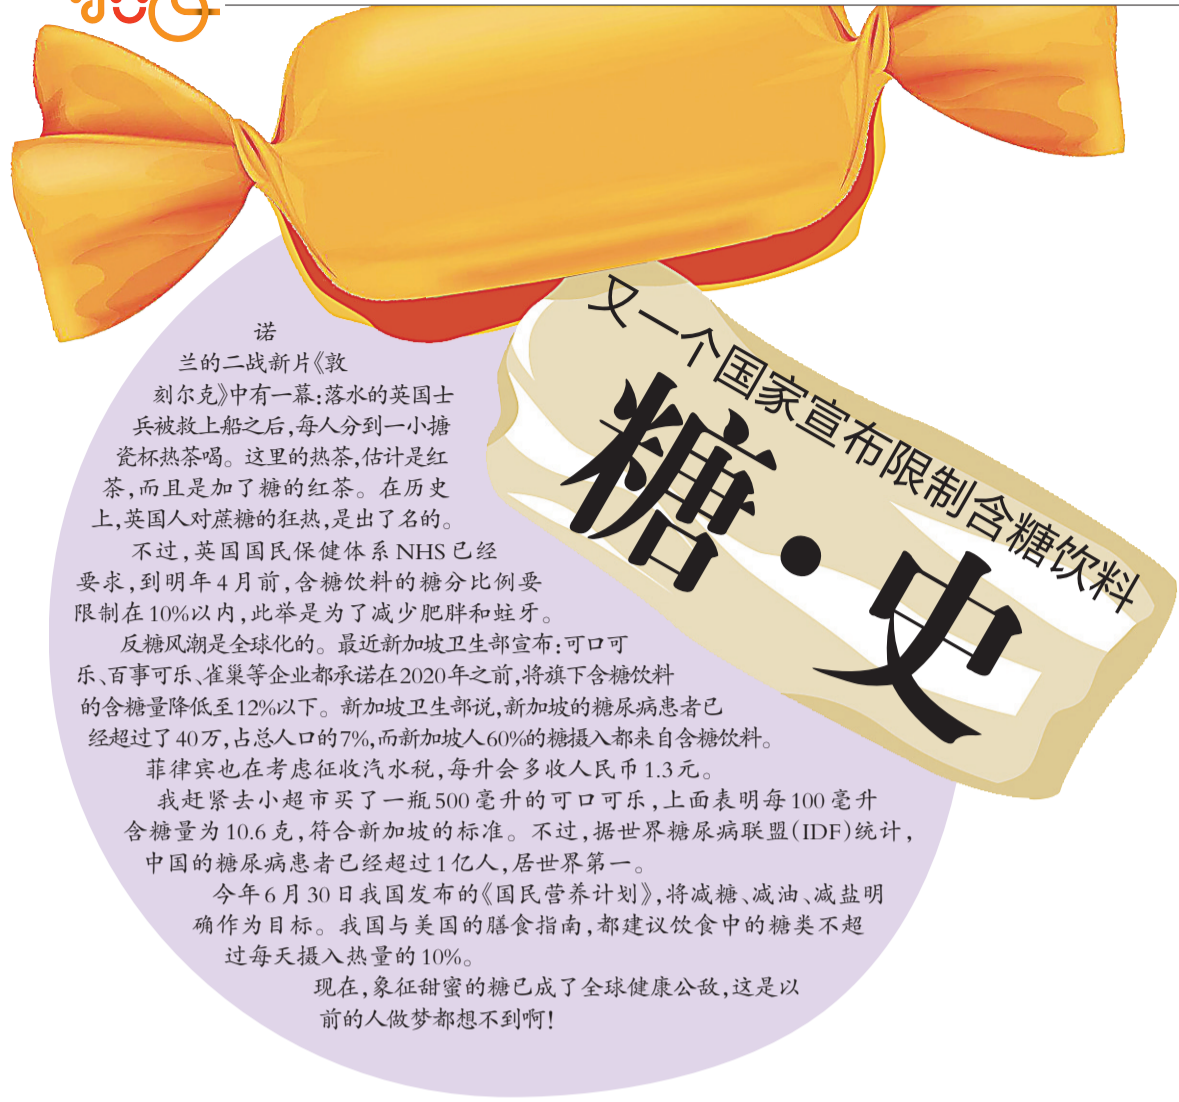 又一个国家宣布限制含糖饮料
糖·史
诺
兰的二战新片《敦
刻尔克》中有一幕:落水的英国士
兵被救上船之后,每人分到一小搪
瓷杯热茶喝。这里的热茶,估计是红
茶,而且是加了糖的红茶。在历史
上,英国人对蔗糖的狂热,是出了名的。
不过,英国国民保健体系NHS已经
要求,到明年4月前,含糖饮料的糖分比例要
限制在10%以内,此举是为了减少肥胖和蛀牙。
反糖风潮是全球化的。最近新加坡卫生部宣布:可口可
乐、百事可乐、雀巢等企业都承诺在2020年之前,将旗下含糖饮料
的含糖量降低至12%以下。新加坡卫生部说,新加坡的糖尿病患者已
经超过了40万,占总人口的7%,而新加坡人60%的糖摄入都来自含糖饮料。
菲律宾也在考虑征收汽水税,每升会多收人民币1.3元。
我赶紧去小超市买了一瓶500毫升的可口可乐,上面表明每100毫升
含糖量为10.6克,符合新加坡的标准。不过,据世界糖尿病联盟(IDF)统计,
中国的糖尿病患者已经超过1亿人,居世界第一。
今年6月30日我国发布的《国民营养计划》,将减糖、减油、减盐明
确作为目标。我国与美国的膳食指南,都建议饮食中的糖类不超
过每天摄入热量的10%。
现在,象征甜蜜的糖已成了全球健康公敌,这是以
前的人做梦都想不到啊!